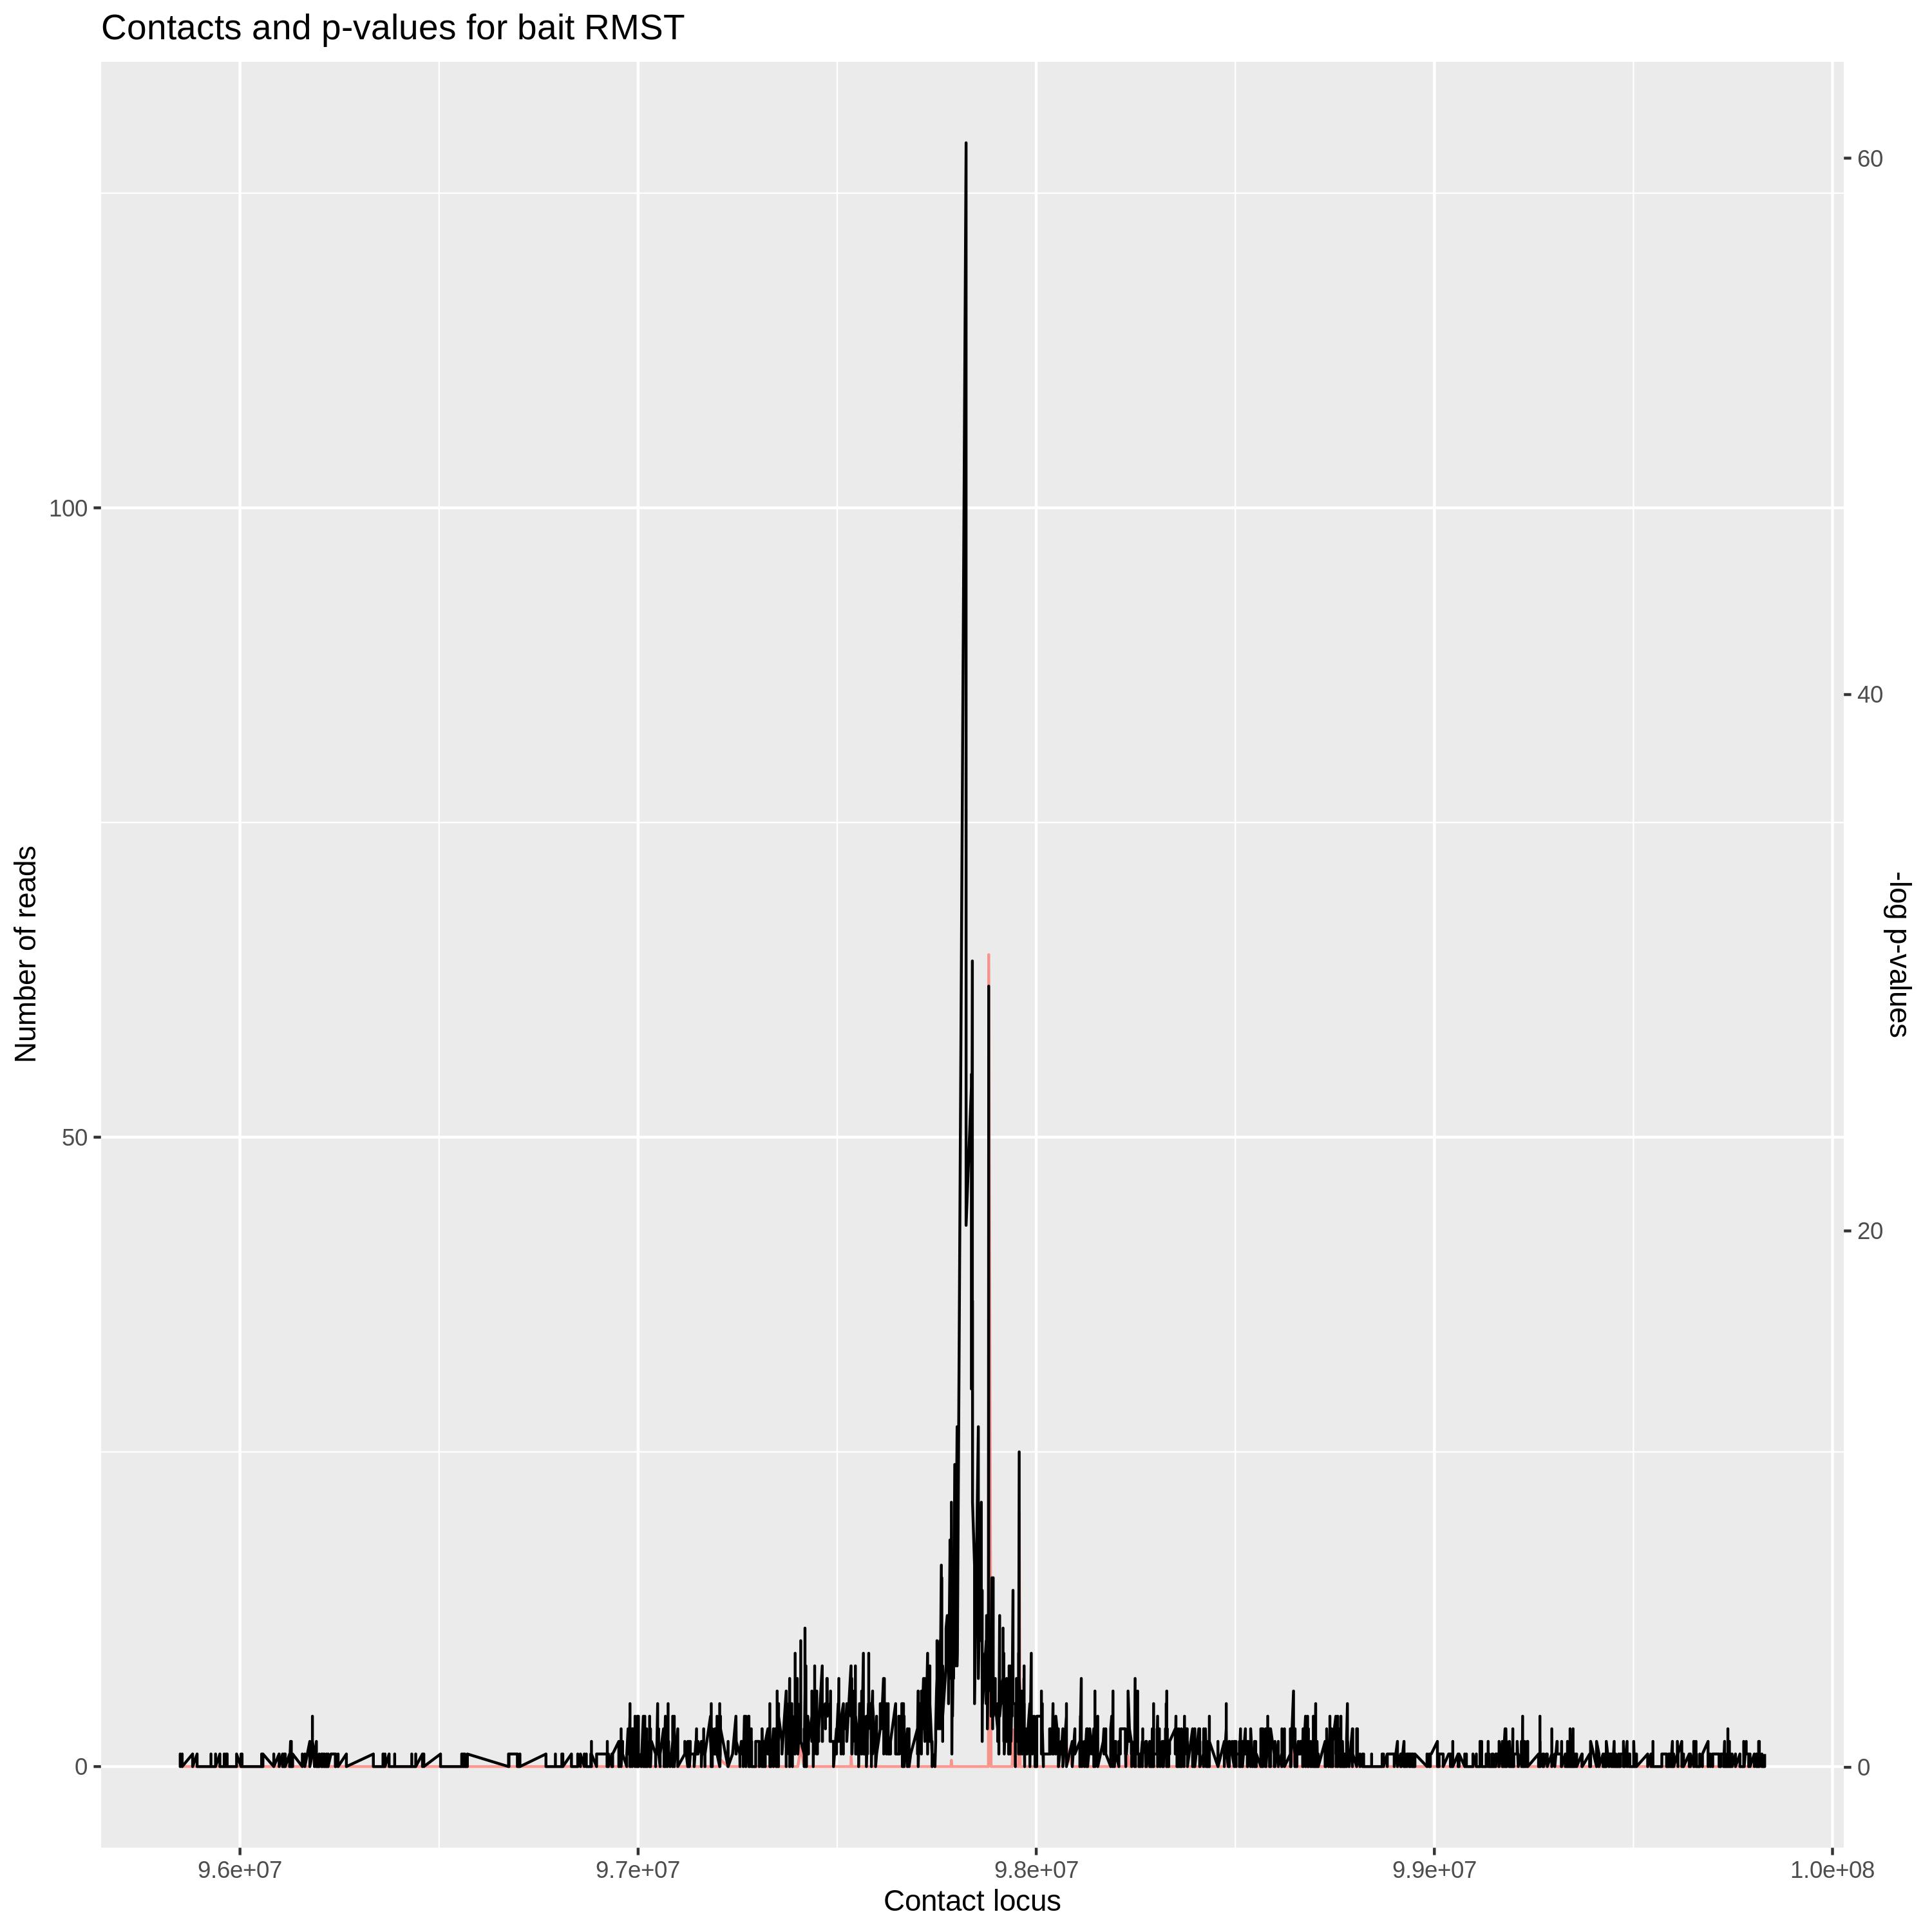 Contacts and p-values for bait RMST
Number of reads
100
50
0
60
40
20
0
-log p-values
9.6e+07
9.7e+07
9.8e+07
9.9e+07
1.0e+08
Contact locus